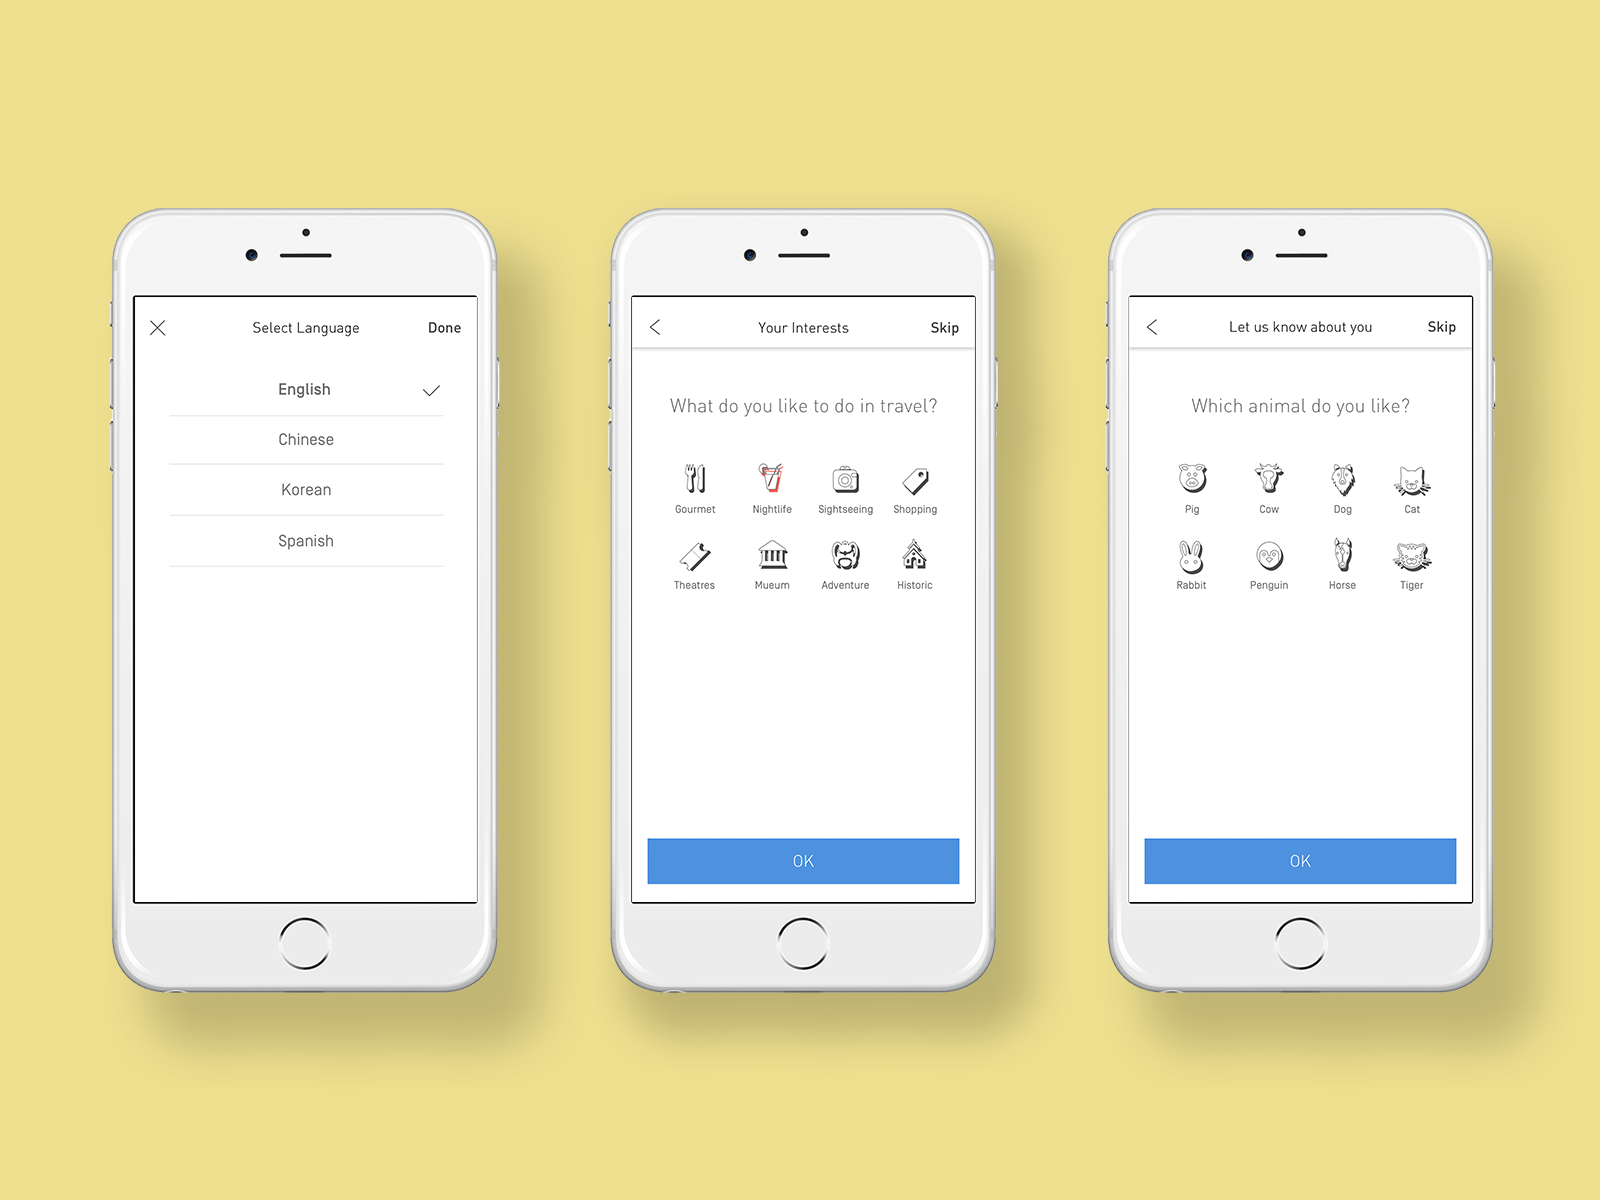 Select Language
Done
English
Chinese
Korean
Spanish
Your Interests
Skip
What do you like to do in travel?
Gourmet
Nightlife
Sightseeing
Shopping
Theatres
Mueum
Adventure
Historic
OK
Let us know about you
Skip
Which animal do you like?
Pig
Cow
Dog
Cat
Rabbit
Penguin
Horse
Tiger
OK